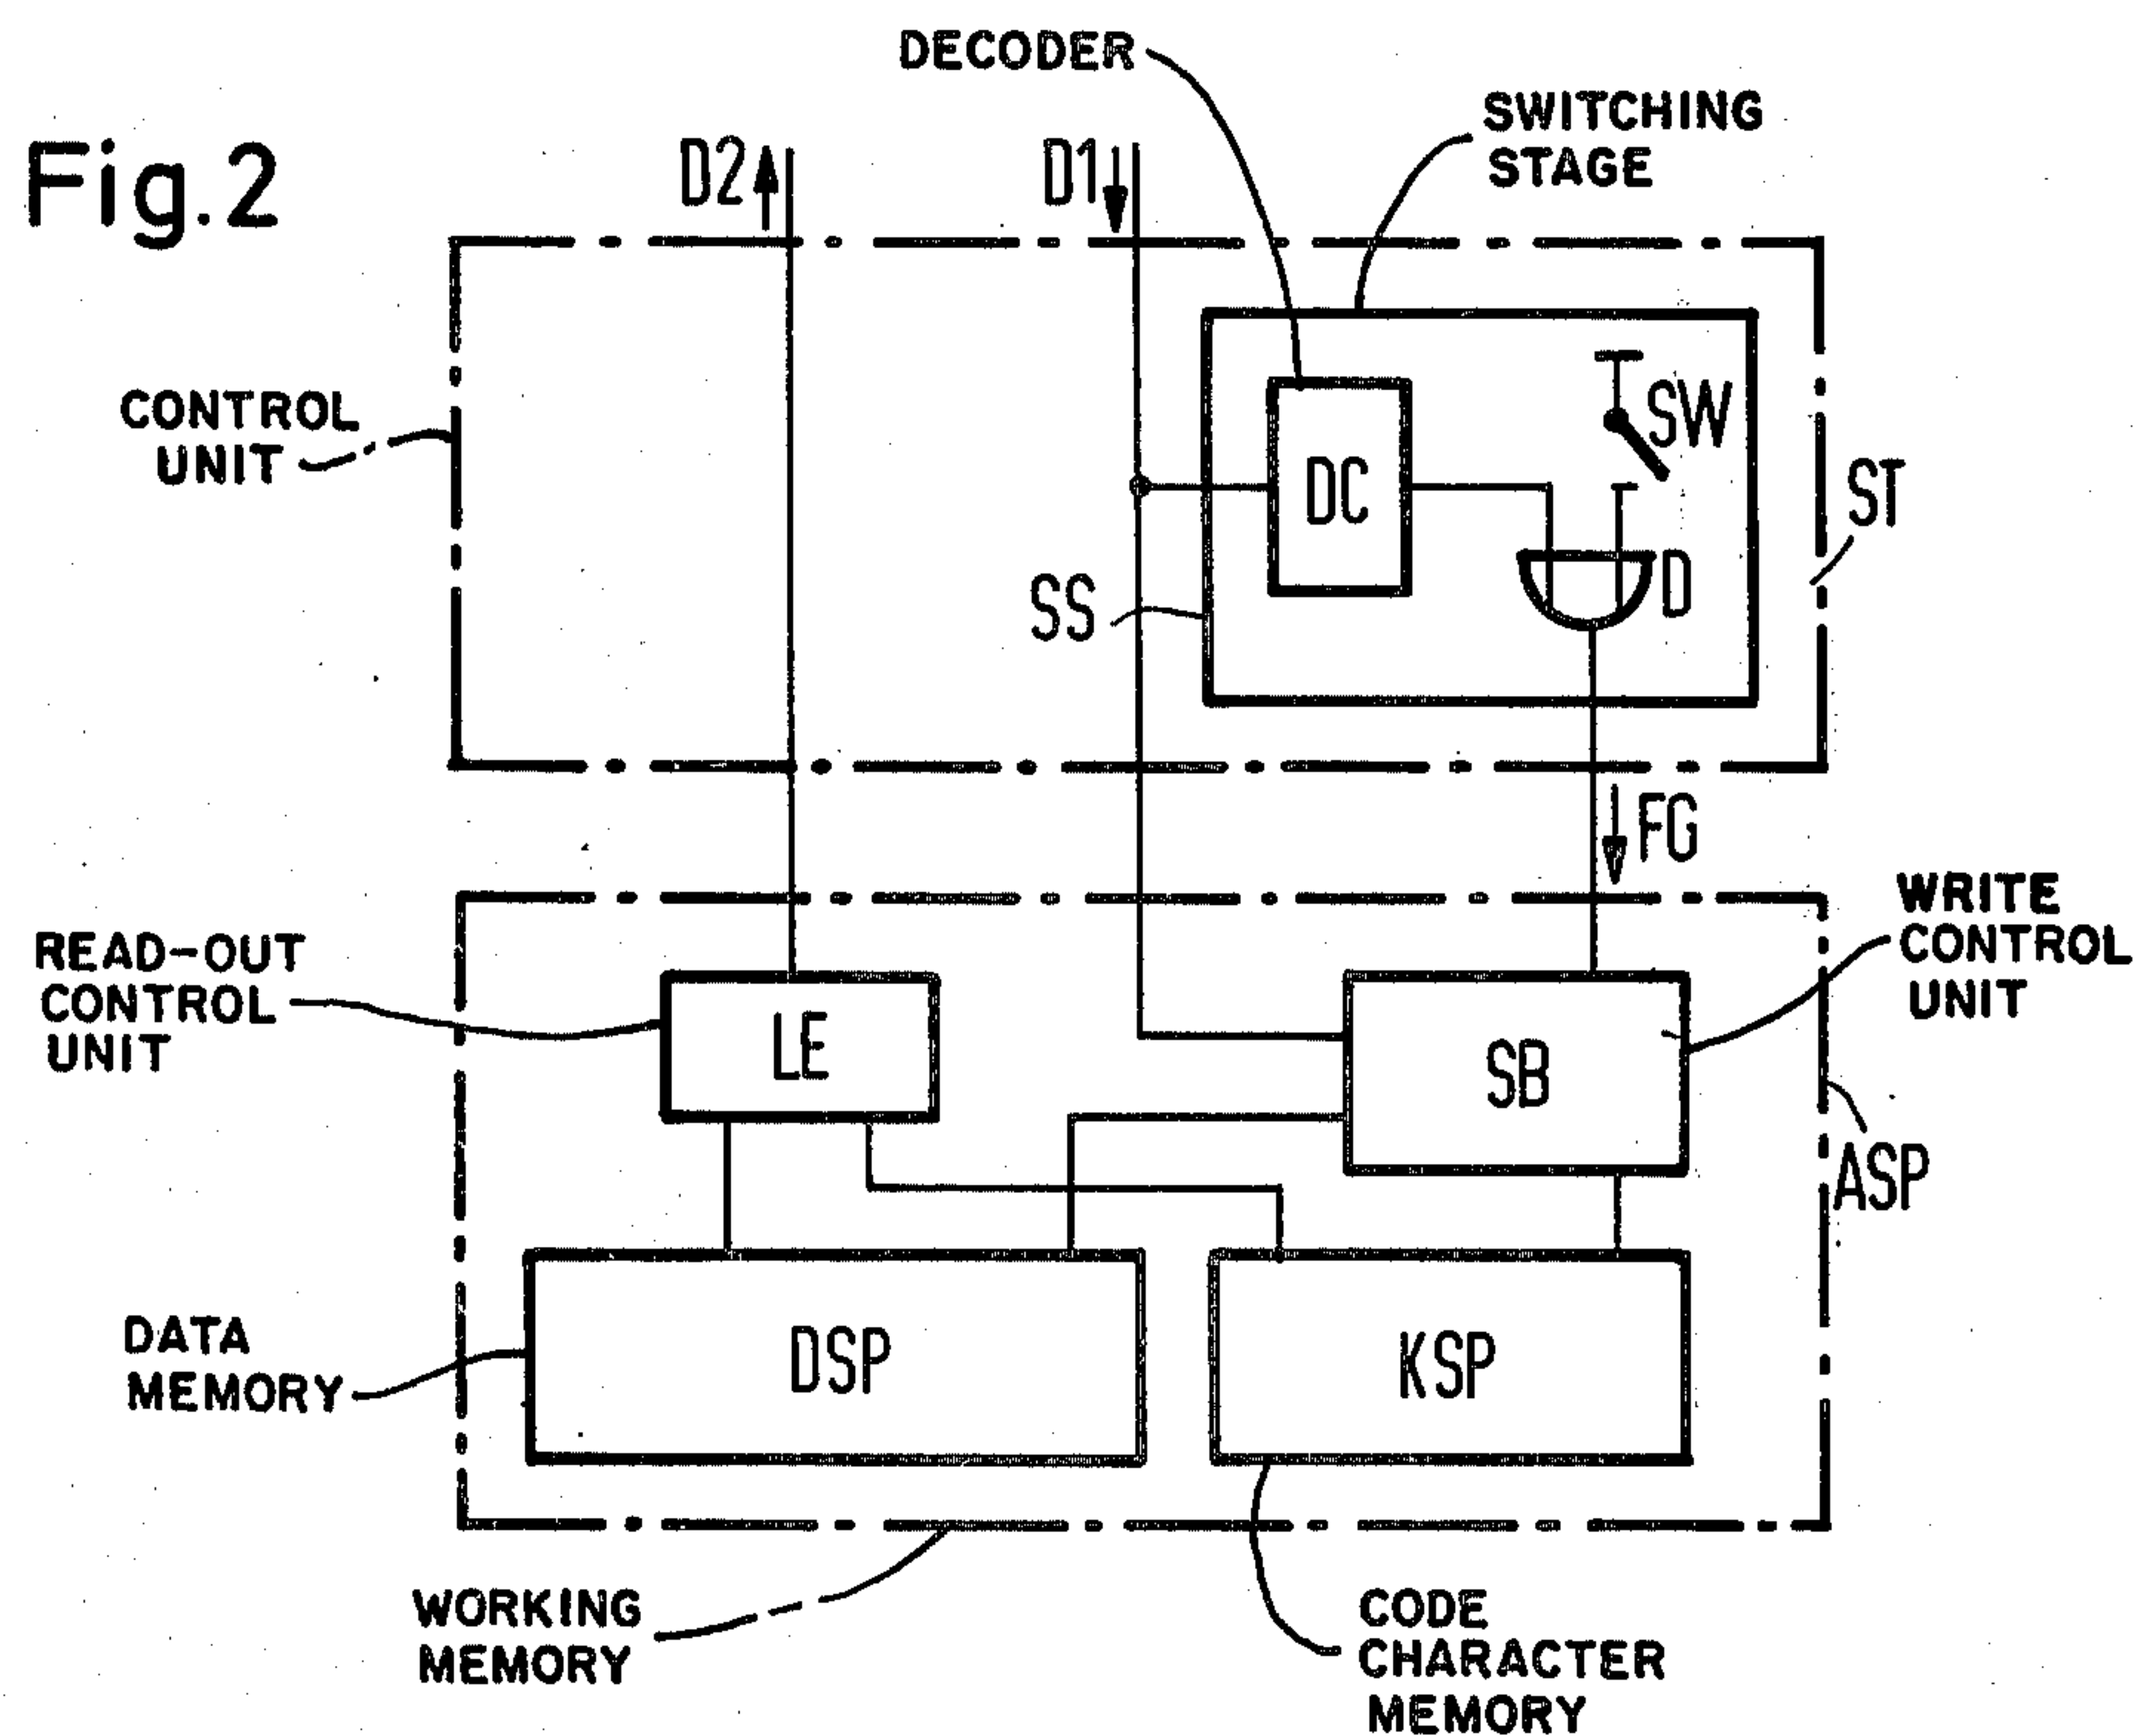 DECODER
SWITCHING
STAGE
Fig.2
D2
D1
CONTROL
UNIT
SW
DC
ST
D
SS
FG
WRITE
CONTROL
UNIT
READ-OUT
CONTROL
UNIT
LE
SB
ASP
DATA
MEMORY
DSP
KSP
WORKING
MEMORY
CODE
CHARACTER
MEMORY